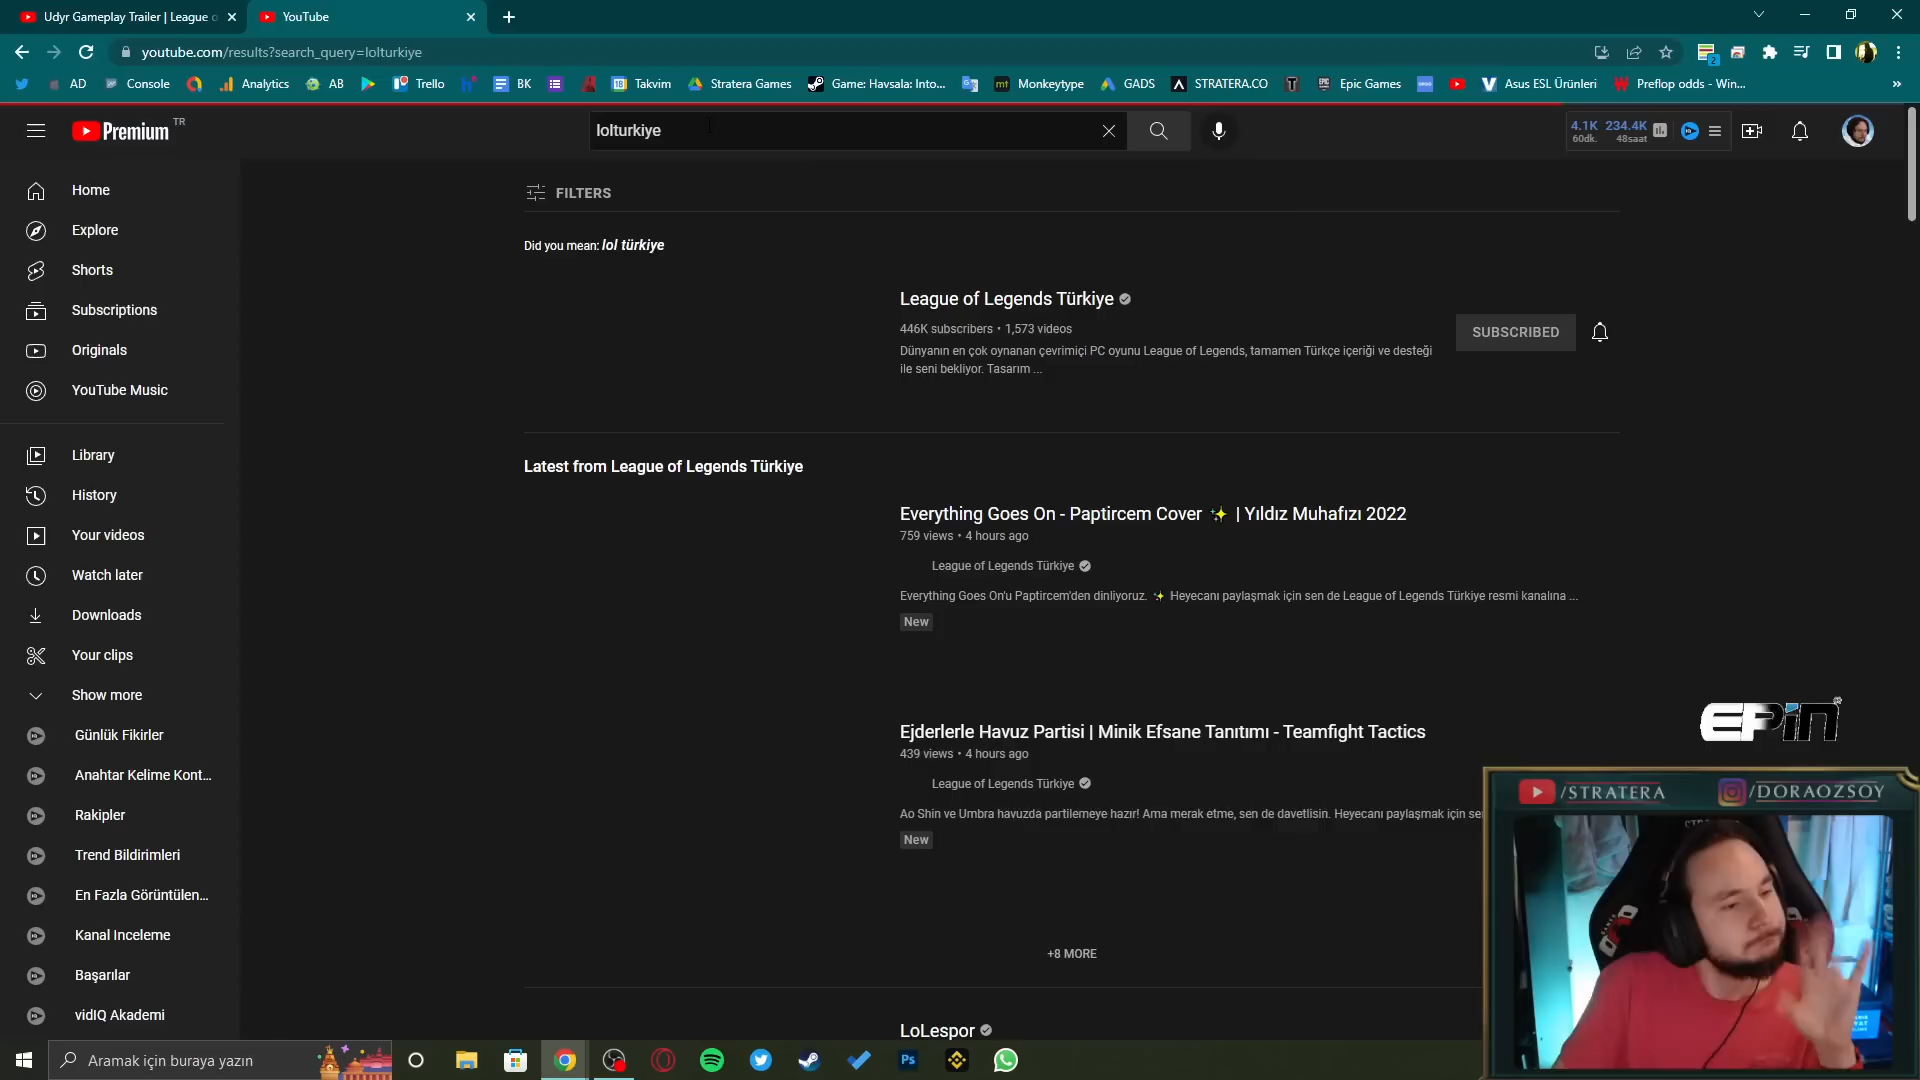 Udyr Gameplay Trailer | League o
YouTube
youtube.com/results?search_query=lolturkiye
2
AD
Console
Analytics
AB
Trello
BK
Takvim
Stratera Games
Game: Havsala: Into...
Monkeytype
GADS
STRATERA.CO
Epic Games
Asus ESL Ürünleri
Preflop odds - Win...
Premium TR
lolturkiye
4.1K 234.4K
60dk. 48saat
Home
Explore
Shorts
Subscriptions
Originals
YouTube Music
Library
History
Your videos
Watch later
Downloads
Your clips
Show more
Günlük Fikirler
Anahtar Kelime Kont...
Rakipler
Trend Bildirimleri
En Fazla Görüntülen...
Kanal Inceleme
Başarılar
vidIQ Akademi
FILTERS
Did you mean: lol türkiye
League of Legends Türkiye
446K subscribers • 1,573 videos
Dünyanın en çok oynanan çevrimiçi PC oyunu League of Legends, tamamen Türkçe içeriği ve desteği
ile seni bekliyor. Tasarım ...
SUBSCRIBED
Latest from League of Legends Türkiye
Everything Goes On - Paptircem Cover ✨ | Yıldız Muhafızı 2022
759 views • 4 hours ago
League of Legends Türkiye
Everything Goes On'u Paptircem'den dinliyoruz. ✨ Heyecanı paylaşmak için sen de League of Legends Türkiye resmi kanalına ...
New
Ejderlerle Havuz Partisi | Minik Efsane Tanıtımı - Teamfight Tactics
439 views • 4 hours ago
League of Legends Türkiye
Ao Shin ve Umbra havuzda partilemeye hazır! Ama merak etme, sen de davetlisin. Heyecanı paylaşmak için se
New
+8 MORE
LoLespor
EPiN
/STRATERA
/DORAOZSOY
Aramak için buraya yazın
Ps